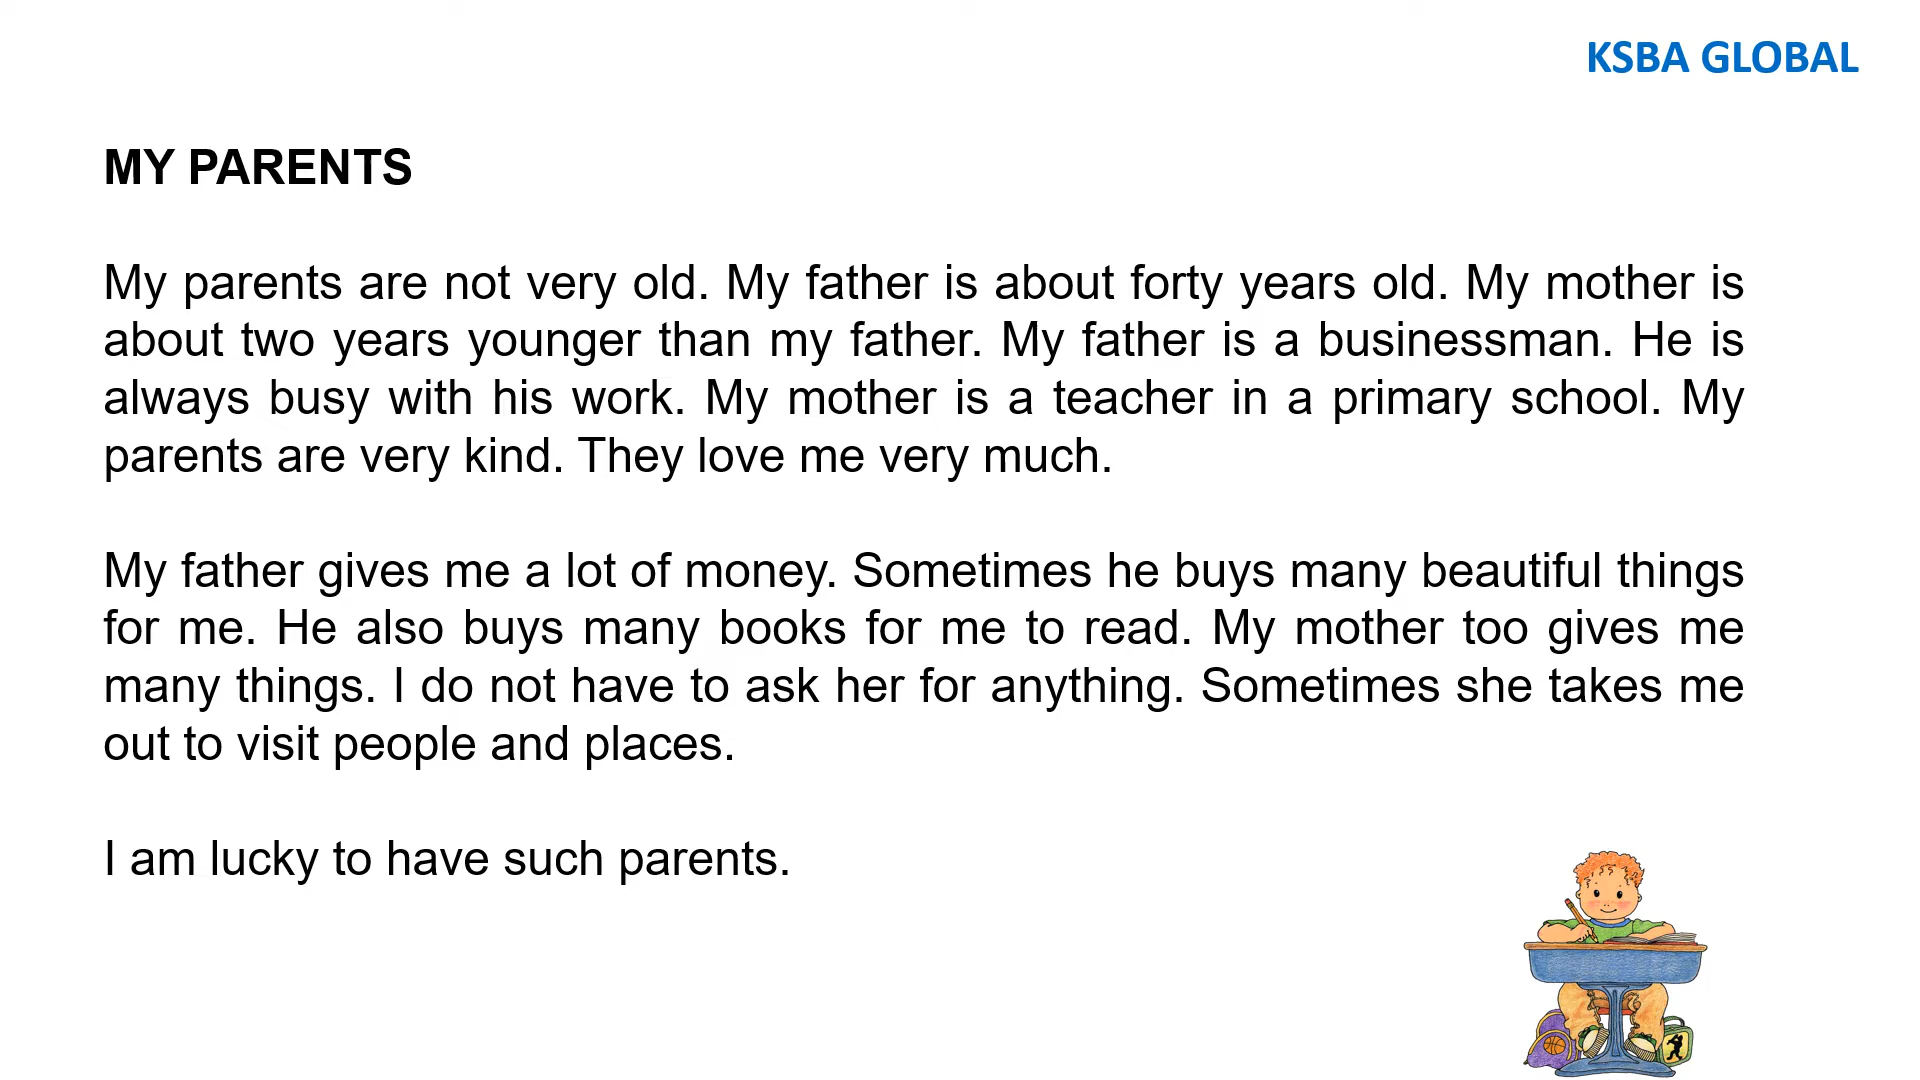 KSBA GLOBAL
MY PARENTS
My parents are not very old. My father is about forty years old. My mother is
about two years younger than my father. My father is a businessman. He is
always busy with his work. My mother is a teacher in a primary school. My
parents are very kind. They love me very much.
My father gives me a lot of money. Sometimes he buys many beautiful things
for me. He also buys many books for me to read. My mother too gives me
many things. I do not have to ask her for anything. Sometimes she takes me
out to visit people and places.
I am lucky to have such parents.